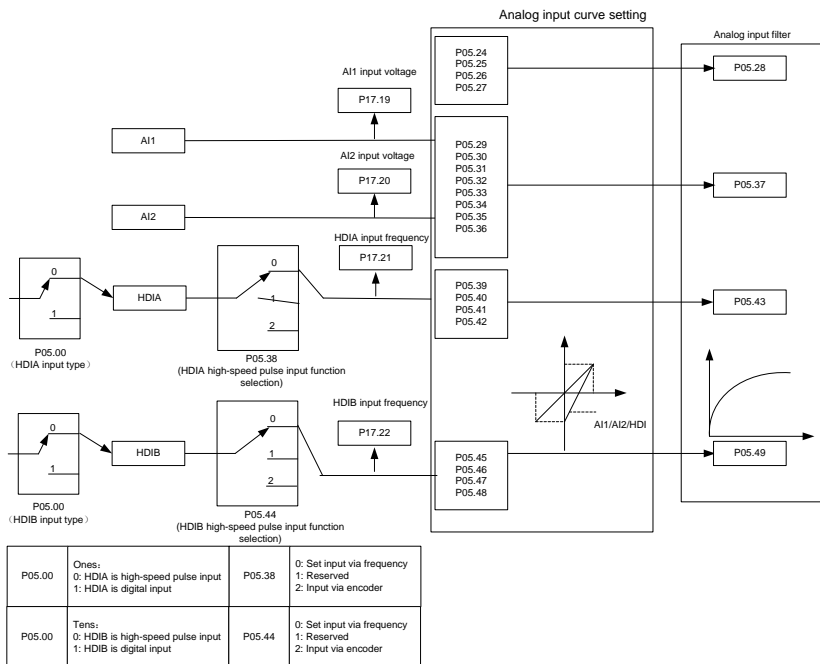 Analog input curve setting
Analog input filter
P05.24
P05.25
P05.26
P05.27
P05.28
AI1 input voltage
P17.19
AI1
AI2 input voltage
P17.20
AI2
P05.29
P05.30
P05.31
P05.32
P05.33
P05.34
P05.35
P05.36
P05.37
HDIA input frequency
P17.21
0
1
HDIA
0
1
2
P05.39
P05.40
P05.41
P05.42
P05.43
P05.00
（HDIA input type）
P05.38
(HDIA high-speed pulse input function
selection)
AI1/AI2/HDI
HDIB input frequency
P17.22
0
1
HDIB
0
1
2
P05.45
P05.46
P05.47
P05.48
P05.49
P05.00
（HDIB input type）
P05.44
(HDIB high-speed pulse input function
selection)
P05.00
Ones：
0: HDIA is high-speed pulse input
1: HDIA is digital input
P05.38
0: Set input via frequency
1: Reserved
2: Input via encoder
P05.00
Tens：
0: HDIB is high-speed pulse input
1: HDIB is digital input
P05.44
0: Set input via frequency
1: Reserved
2: Input via encoder